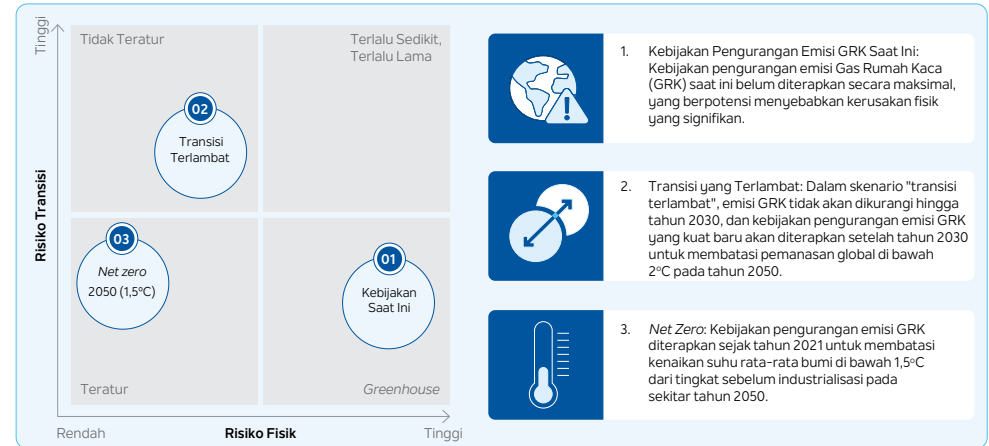 Tinggi
Risiko Transisi
Tidak Teratur
Terlalu Sedikit,
Terlalu Lama
02
Transisi
Terlambat
03
Net zero
2050 (1,5°C)
01
Kebijakan
Saat Ini
Teratur
Greenhouse
Rendah
Risiko Fisik
Tinggi
1. Kebijakan Pengurangan Emisi GRK Saat Ini:
Kebijakan pengurangan emisi Gas Rumah Kaca
(GRK) saat ini belum diterapkan secara maksimal,
yang berpotensi menyebabkan kerusakan fisik
yang signifikan.
2. Transisi yang Terlambat: Dalam skenario "transisi
terlambat", emisi GRK tidak akan dikurangi hingga
tahun 2030, dan kebijakan pengurangan emisi GRK
yang kuat baru akan diterapkan setelah tahun 2030
untuk membatasi pemanasan global di bawah
2°C pada tahun 2050.
3. Net Zero: Kebijakan pengurangan emisi GRK
diterapkan sejak tahun 2021 untuk membatasi
kenaikan suhu rata-rata bumi di bawah 1,5°C
dari tingkat sebelum industrialisasi pada
sekitar tahun 2050.